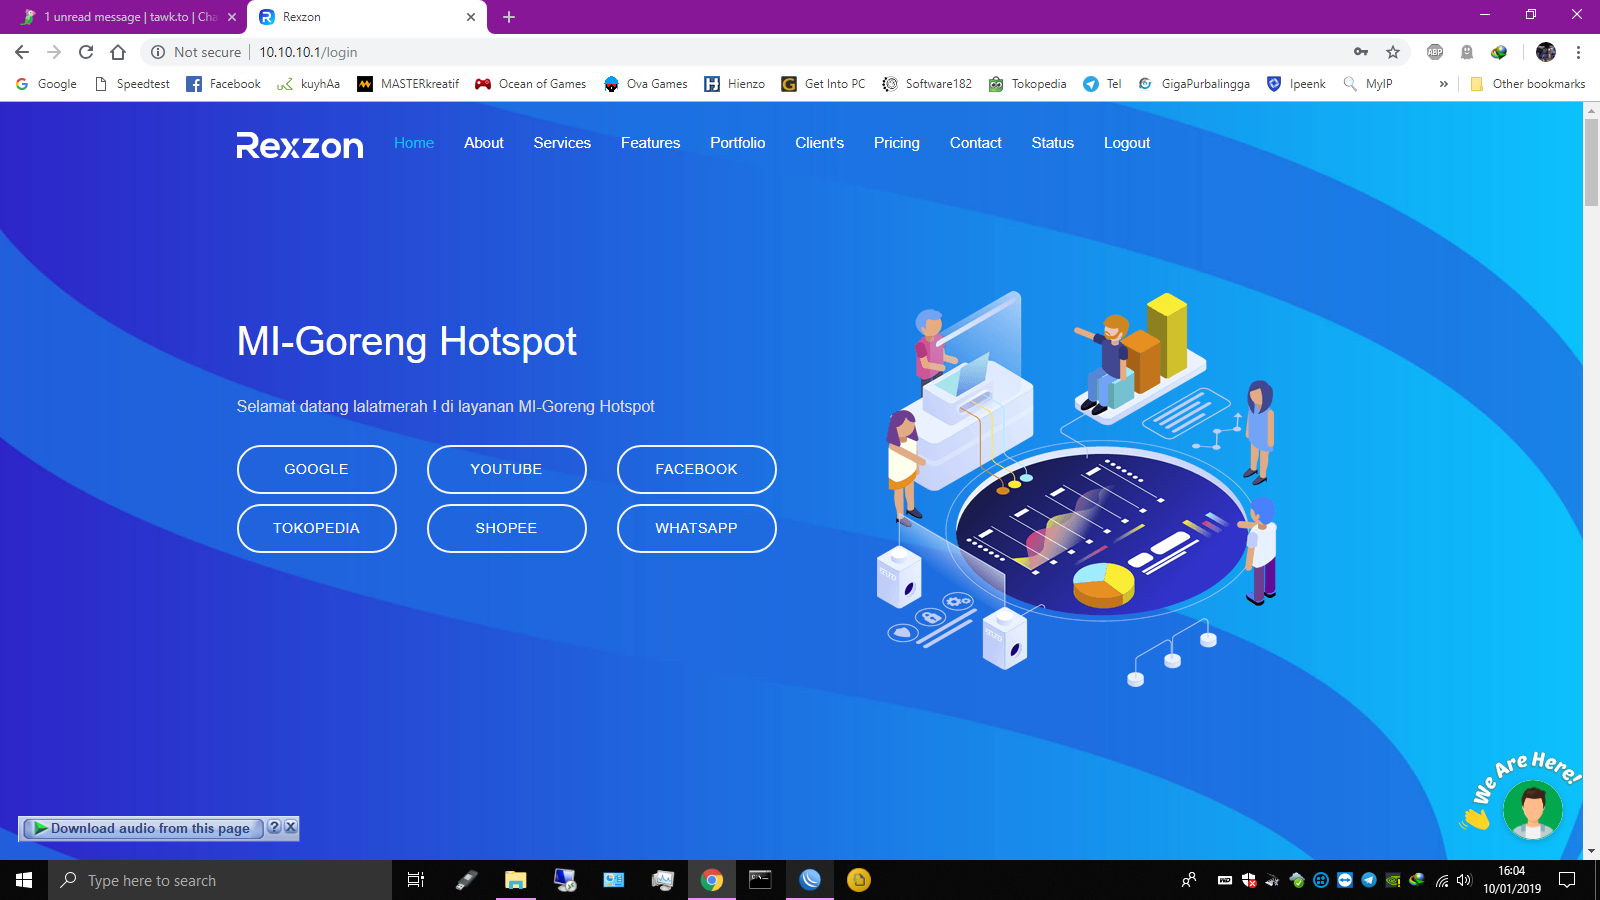 1 unread message | tawk.to | Cha
Rexzon
Not secure
10.10.10.1/login
ABP
Google
Speedtest
Facebook
kuyhAa
MASTERkreatif
Ocean of Games
Ova Games
Hienzo
Get Into PC
Software182
Tokopedia
Tel
GigaPurbalingga
Ipeenk
MyIP
»
Other bookmarks
Rexzon
Home
About
Services
Features
Portfolio
Client's
Pricing
Contact
Status
Logout
MI-Goreng Hotspot
Selamat datang lalatmerah ! di layanan MI-Goreng Hotspot
GOOGLE
YOUTUBE
FACEBOOK
TOKOPEDIA
SHOPEE
WHATSAPP
We Are Here!
Download audio from this page
?
X
Type here to search
16:04
10/01/2019